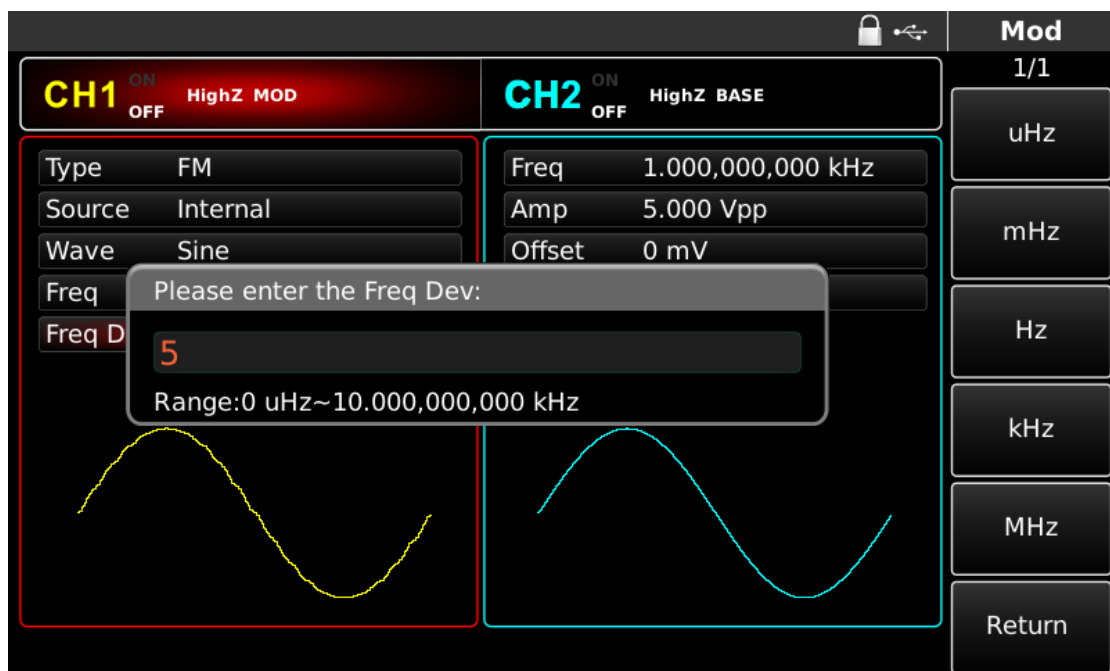 Mod
1/1
CH1 ON OFF HighZ MOD
CH2 ON OFF HighZ BASE
Type FM
Source Internal
Wave Sine
Freq
Freq D
Freq 1.000,000,000 kHz
Amp 5.000 Vpp
Offset 0 mV
Please enter the Freq Dev:
5
Range:0 uHz~10.000,000,000 kHz
uHz
mHz
Hz
kHz
MHz
Return